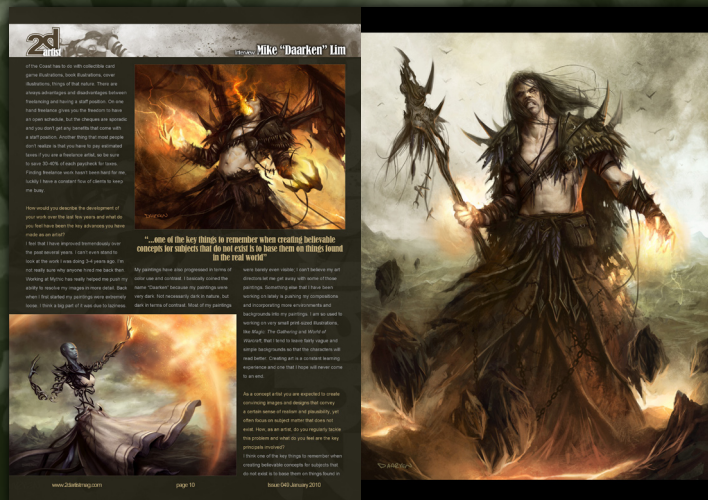 2d artist
interview Mike "Daarken" Lim
of the Coast has to do with collectible card
game illustrations, book illustrations, cover
illustrations, things of that nature. There are
always advantages and disadvantages between
freelancing and having a staff position. On one
hand freelance gives you the freedom to have
an open schedule, but the cheques are sporadic
and you don't get any benefits that come with
a staff position. Another thing that most people
don't realise is that you have to pay estimated
taxes if you are a freelance artist, so be sure
to save 30-40% of each paycheck for taxes.
Finding freelance work hasn't been hard for me;
luckily I have a constant flow of clients to keep
me busy.
How would you describe the development of
your work over the last few years and what do
you feel have been the key advances you have
made as an artist?
I feel that I have improved tremendously over
the past several years. I can't even stand to
look at the work I was doing 3-4 years ago. I'm
not really sure why anyone hired me back then.
Working at Mythic has really helped me push my
ability to resolve my images in more detail. Back
when I first started my paintings were extremely
loose. I think a big part of it was due to laziness.
DAARKEN
"...one of the key things to remember when creating believable
concepts for subjects that do not exist is to base them on things found
in the real world"
My paintings have also progressed in terms of
color use and contrast. I basically coined the
name "Daarken" because my paintings were
very dark. Not necessarily dark in nature, but
dark in terms of contrast. Most of my paintings
were barely even visible; I can't believe my art
directors let me get away with some of those
paintings. Something else that I have been
working on lately is pushing my compositions,
and incorporating more environments and
backgrounds into my paintings. I am so used to
working on very small print sized illustrations,
like Magic: The Gathering and World of
Warcraft, that I tend to leave fairly vague and
simple backgrounds so that the characters will
read better. Creating art is a constant learning
experience and one that I hope will never come
to an end.
As a concept artist you are expected to create
convincing images and designs that convey
a certain sense of realism and plausibility, yet
often focus on subject matter that does not
exist. How, as an artist, do you regularly tackle
this problem and what do you feel are the key
principles involved?
I think one of the key things to remember when
creating believable concepts for subjects that
do not exist is to base them on things found in
www.2dartistmag.com
page 10
Issue 049 January 2010
DAARKEN